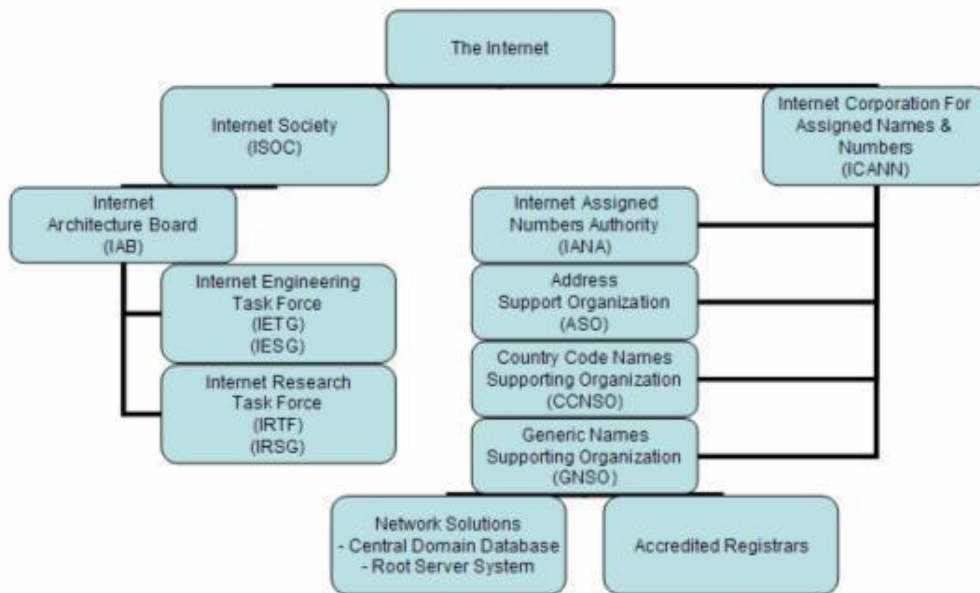 The Internet
Internet Society
(ISOC)
Internet Corporation For
Assigned Names &
Numbers
(ICANN)
Internet
Architecture Board
(IAB)
Internet Engineering
Task Force
(IETG)
(IESG)
Internet Research
Task Force
(IRTF)
(IRSG)
Internet Assigned
Numbers Authority
(IANA)
Address
Support Organization
(ASO)
Country Code Names
Supporting Organization
(CCNSO)
Generic Names
Supporting Organization
(GNSO)
Network Solutions
- Central Domain Database
- Root Server System
Accredited Registrars